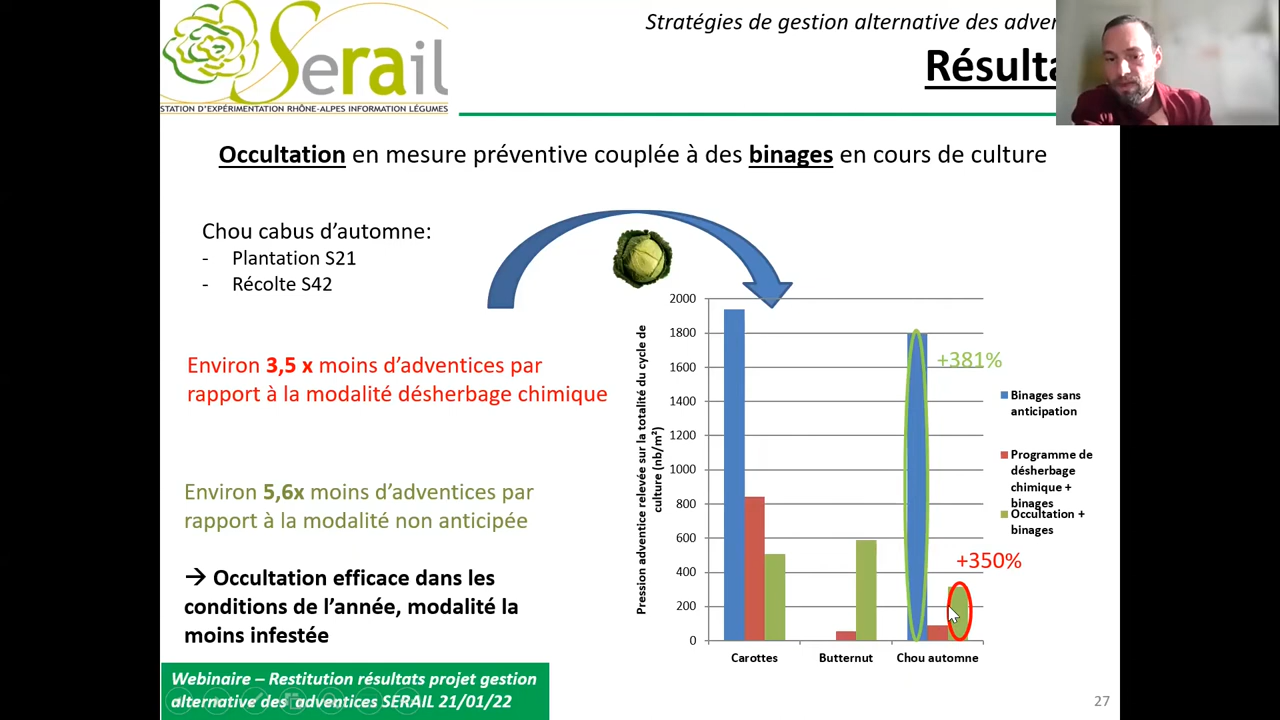 Stratégies de gestion alternative des adven
Serail
STATION D'EXPÉRIMENTATION RHÔNE-ALPES INFORMATION LÉGUMES
Résulta
Occultation en mesure préventive couplée à des binages en cours de culture
Chou cabus d'automne:
- Plantation S21
- Récolte S42
Environ 3,5 x moins d'adventices par
rapport à la modalité désherbage chimique
Environ 5,6x moins d'adventices par
rapport à la modalité non anticipée
→ Occultation efficace dans les
conditions de l'année, modalité la
moins infestée
Pression adventice relevée sur la totalité du cycle de
culture (nb/m²)
2000
1800
1600
1400
1200
1000
800
600
400
200
0
Carottes
Butternut
Chou automne
+381%
+350%
Binages sans
anticipation
Programme de
désherbage
chimique +
binages
Occultation +
binages
Webinaire – Restitution résultats projet gestion
alternative des adventices SERAIL 21/01/22
27